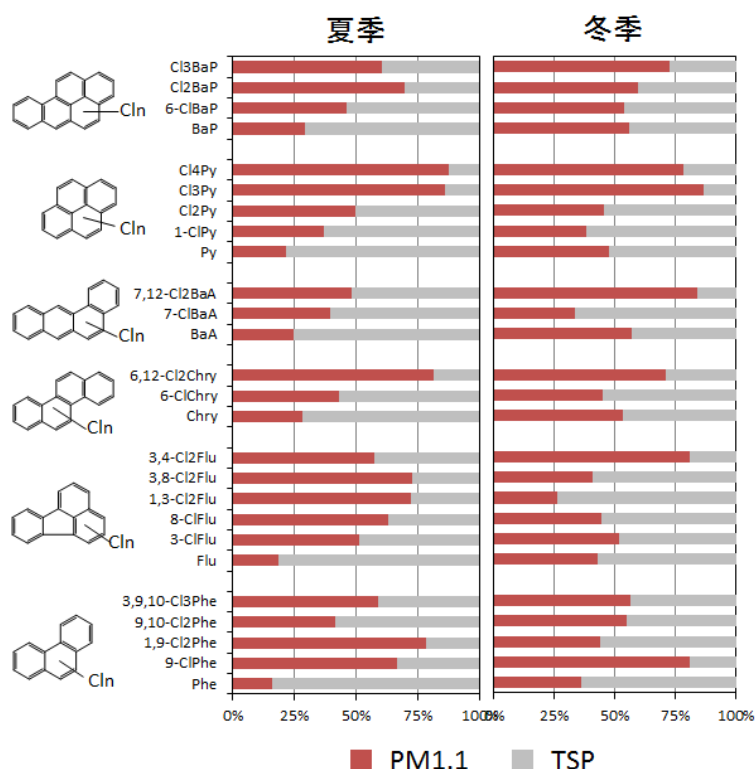 夏季 冬季
Cl3BaP
Cl2BaP
6-ClBaP
BaP
Cln
Cl4Py
Cl3Py
Cl2Py
1-ClPy
Py
Cln
7,12-Cl2BaA
7-ClBaA
BaA
Cln
6,12-Cl2Chry
6-ClChry
Chry
Cln
3,4-Cl2Flu
3,8-Cl2Flu
1,3-Cl2Flu
8-ClFlu
3-ClFlu
Flu
Cln
3,9,10-Cl3Phe
9,10-Cl2Phe
1,9-Cl2Phe
9-ClPhe
Phe
Cln
0% 25% 50% 75% 100% 0% 25% 50% 75% 100%
PM1.1 TSP